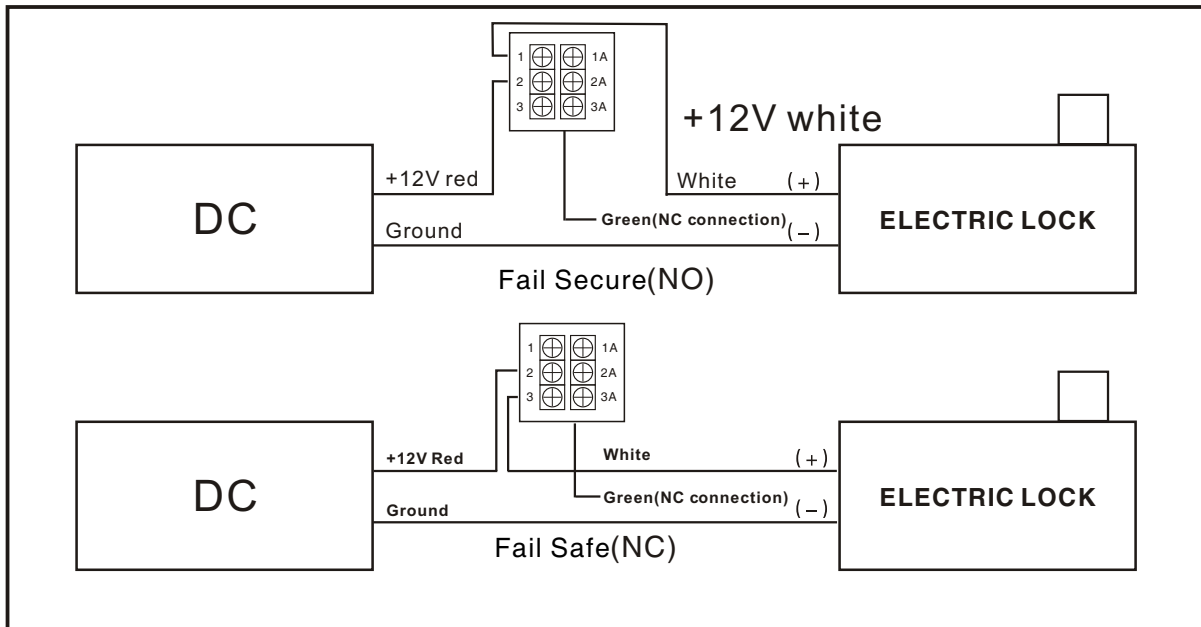 1 1A
2 2A
3 3A
+12V white
+12V red
White (+)
DC
Green(NC connection) (-)
ELECTRIC LOCK
Ground
Fail Secure(NO)
1 1A
2 2A
3 3A
+12V Red
White (+)
DC
Green(NC connection) (-)
ELECTRIC LOCK
Ground
Fail Safe(NC)